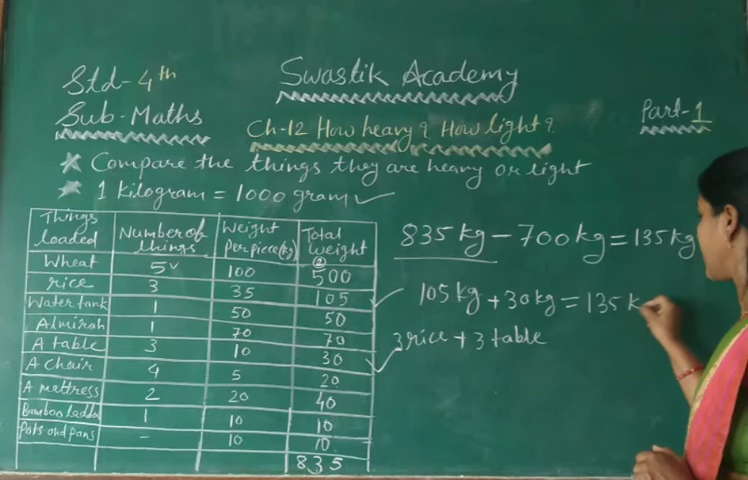 Std-4th
Swastik Academy
Sub-Maths
Ch-12 How heavy? How light?
Part-1
* Compare the things they are heavy or light
* 1 Kilogram = 1000 gram ✓
Things loaded | Number of things | Weight Per piece(kg) | Total weight
Wheat | 5 | 100 | 500
rice | 3 | 35 | 105
Water tank | 1 | 50 | 50
Almirah | 1 | 70 | 70
A table | 3 | 10 | 30
A chair | 4 | 5 | 20
A mattress | 2 | 20 | 40
Bamboo ladder | 1 | 10 | 10
Pots and pans | - | 10 | 10
835
835 kg - 700 kg = 135 kg
105 kg + 30 kg = 135 k
3 rice + 3 table